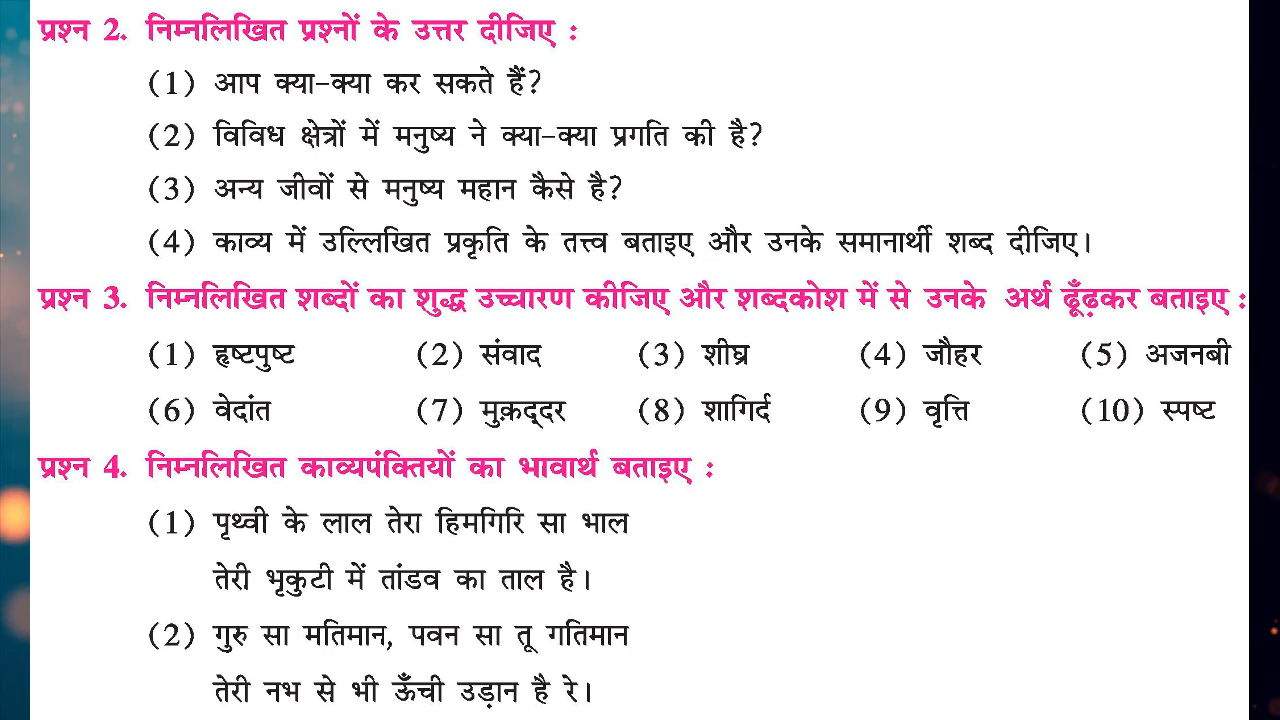 प्रश्न 2. निम्नलिखित प्रश्नों के उत्तर दीजिए :
(1) आप क्या-क्या कर सकते हैं?
(2) विविध क्षेत्रों में मनुष्य ने क्या-क्या प्रगति की है?
(3) अन्य जीवों से मनुष्य महान कैसे है?
(4) काव्य में उल्लिखित प्रकृति के तत्त्व बताइए और उनके समानार्थी शब्द दीजिए।
प्रश्न 3. निम्नलिखित शब्दों का शुद्ध उच्चारण कीजिए और शब्दकोश में से उनके अर्थ ढूँढ़कर बताइए :
(1) हृष्टपुष्ट (2) संवाद (3) शीघ्र (4) जौहर (5) अजनबी
(6) वेदांत (7) मुक़द्दर (8) शागिर्द (9) वृत्ति (10) स्पष्ट
प्रश्न 4. निम्नलिखित काव्यपंक्तियों का भावार्थ बताइए :
(1) पृथ्वी के लाल तेरा हिमगिरि सा भाल
तेरी भृकुटी में तांडव का ताल है।
(2) गुरु सा मतिमान, पवन सा तू गतिमान
तेरी नभ से भी ऊँची उड़ान है रे।